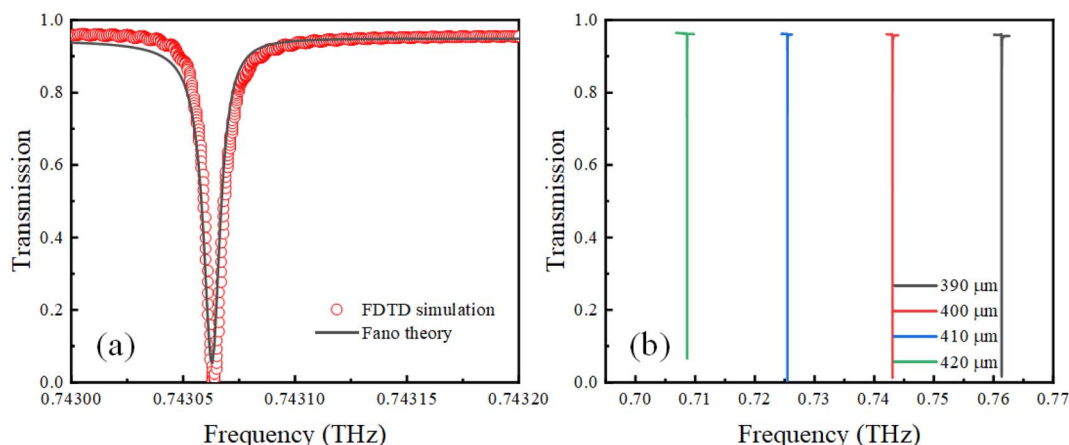 1.0
0.8
0.6
0.4
0.2
0.0
Transmission
FDTD simulation
Fano theory
(a)
0.74300 0.74305 0.74310 0.74315 0.74320
Frequency (THz)
1.0
0.8
0.6
0.4
0.2
0.0
Transmission
390 μm
400 μm
410 μm
420 μm
(b)
0.70 0.71 0.72 0.73 0.74 0.75 0.76 0.77
Frequency (THz)